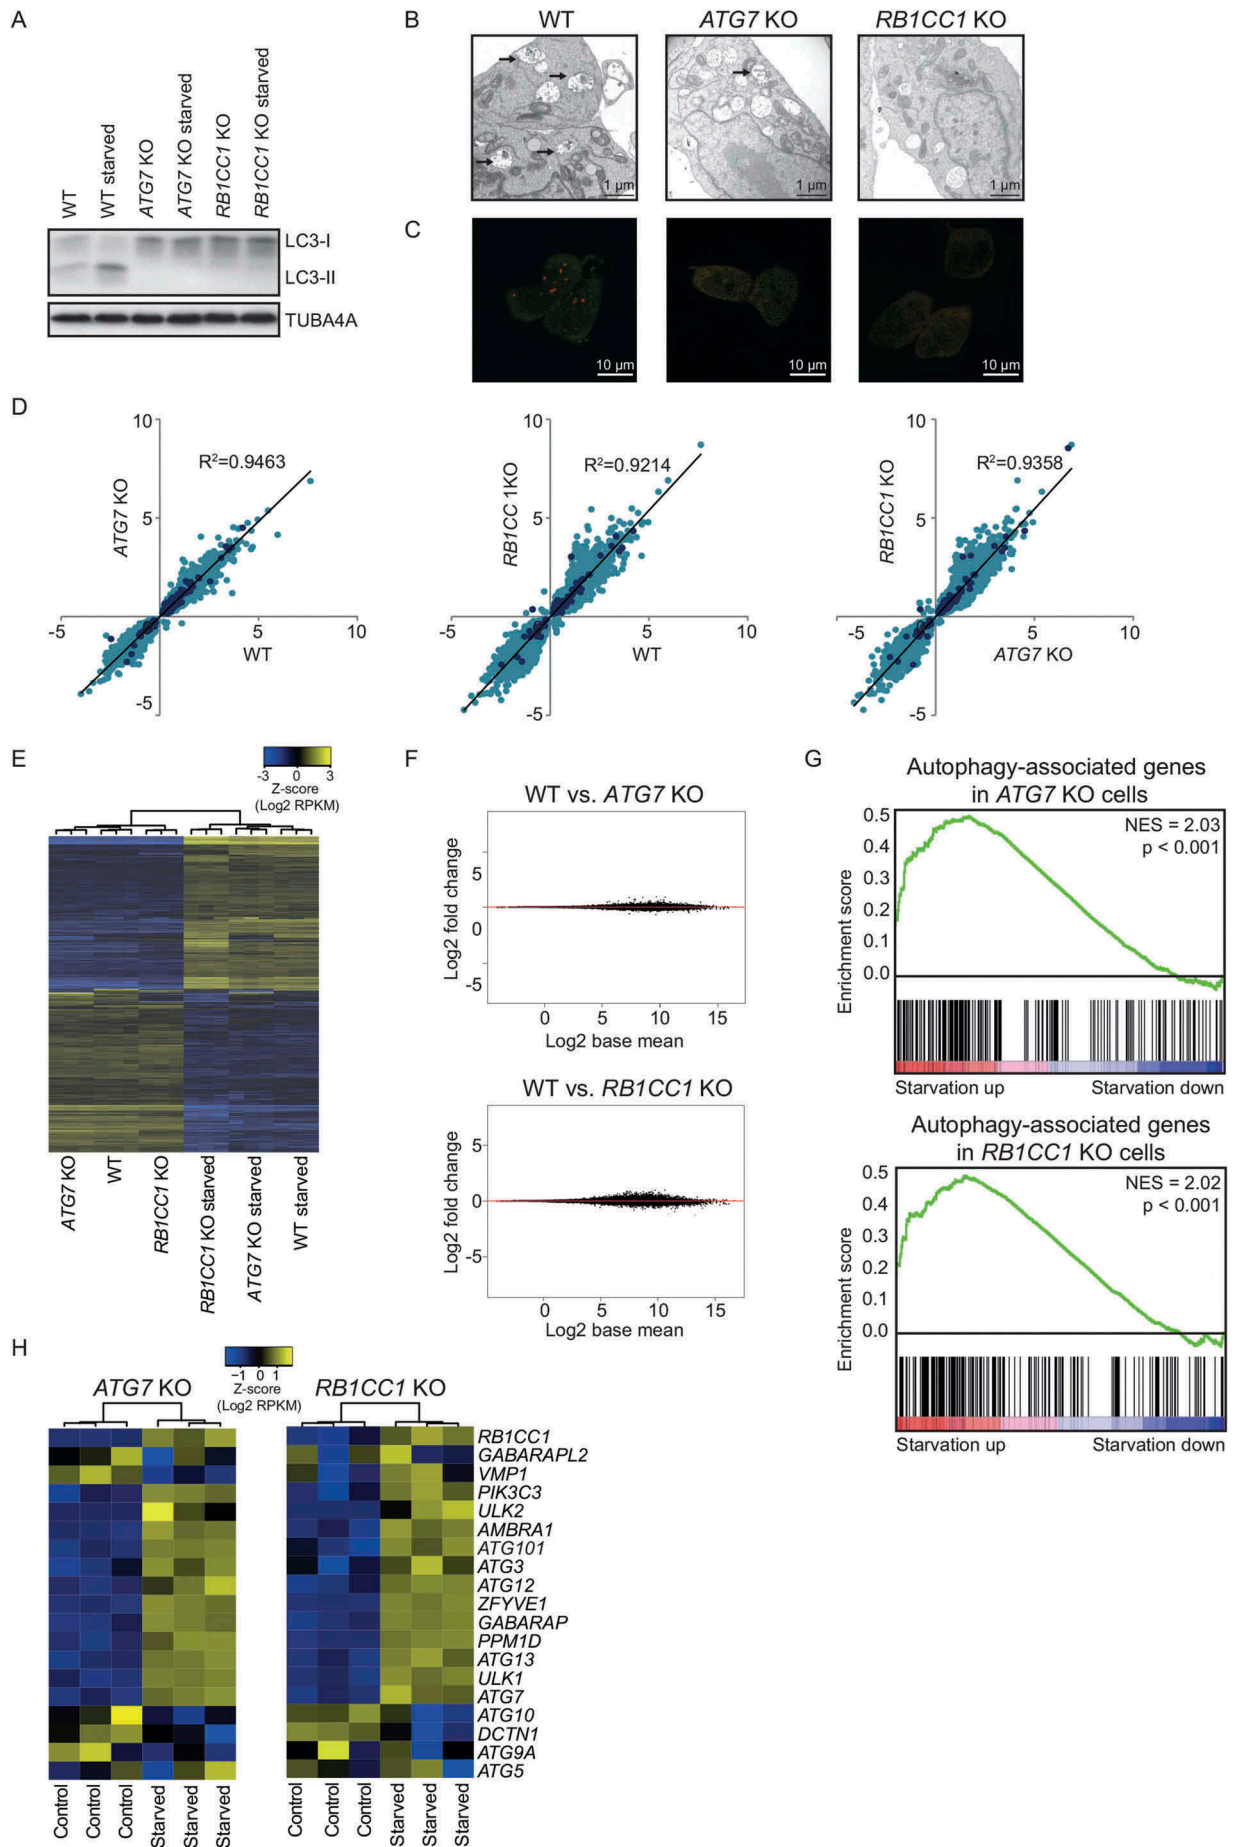 A
WT
WT starved
ATG7 KO
ATG7 KO starved
RB1CC1 KO
RB1CC1 KO starved
LC3-I
LC3-II
TUBA4A
B
WT
ATG7 KO
RB1CC1 KO
1 µm
1 µm
1 µm
C
10 µm
10 µm
10 µm
D
10
5
-5
-5
5
10
ATG7 KO
WT
R²=0.9463
10
5
-5
-5
5
10
RB1CC 1KO
WT
R²=0.9214
10
5
-5
-5
5
10
RB1CC1 KO
ATG7 KO
R²=0.9358
E
-3
0
3
Z-score
(Log2 RPKM)
ATG7 KO
WT
RB1CC1 KO
RB1CC1 KO starved
ATG7 KO starved
WT starved
F
WT vs. ATG7 KO
Log2 fold change
5
0
-5
0
5
10
15
Log2 base mean
WT vs. RB1CC1 KO
Log2 fold change
5
0
-5
0
5
10
15
Log2 base mean
G
Autophagy-associated genes
in ATG7 KO cells
Enrichment score
0.5
0.4
0.3
0.2
0.1
0.0
NES = 2.03
p < 0.001
Starvation up
Starvation down
Autophagy-associated genes
in RB1CC1 KO cells
Enrichment score
0.5
0.4
0.3
0.2
0.1
0.0
NES = 2.02
p < 0.001
Starvation up
Starvation down
H
−1 0 1
Z-score
(Log2 RPKM)
ATG7 KO
RB1CC1 KO
RB1CC1
GABARAPL2
VMP1
PIK3C3
ULK2
AMBRA1
ATG101
ATG3
ATG12
ZFYVE1
GABARAP
PPM1D
ATG13
ULK1
ATG7
ATG10
DCTN1
ATG9A
ATG5
Control
Control
Control
Starved
Starved
Starved
Control
Control
Control
Starved
Starved
Starved